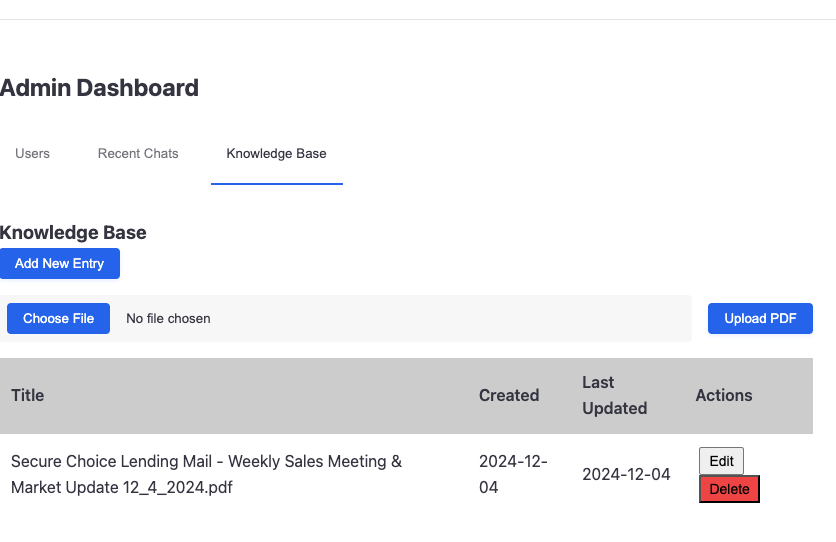 Admin Dashboard
Users Recent Chats Knowledge Base
Knowledge Base
Add New Entry
Choose File No file chosen Upload PDF
Title Created Last Updated Actions
Secure Choice Lending Mail - Weekly Sales Meeting &
Market Update 12_4_2024.pdf
2024-12-
04
2024-12-04
Edit
Delete